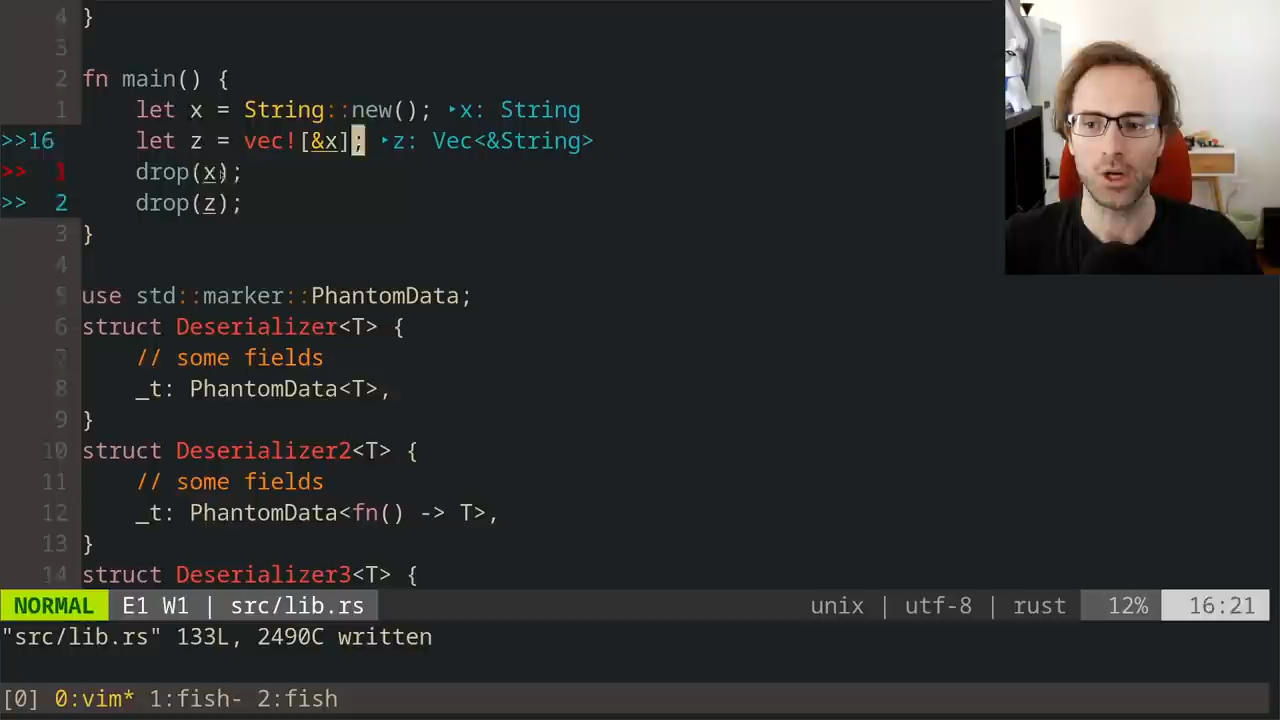 4 }
3
2 fn main() {
1 let x = String::new(); ‣x: String
>>16 let z = vec![&x]; ‣z: Vec<&String>
>> 1 drop(x);
>> 2 drop(z);
3 }
4
5 use std::marker::PhantomData;
6 struct Deserializer<T> {
7 // some fields
8 _t: PhantomData<T>,
9 }
10 struct Deserializer2<T> {
11 // some fields
12 _t: PhantomData<fn() -> T>,
13 }
14 struct Deserializer3<T> {
NORMAL E1 W1 | src/lib.rs unix | utf-8 | rust 12% 16:21
"src/lib.rs" 133L, 2490C written
[0] 0:vim* 1:fish- 2:fish